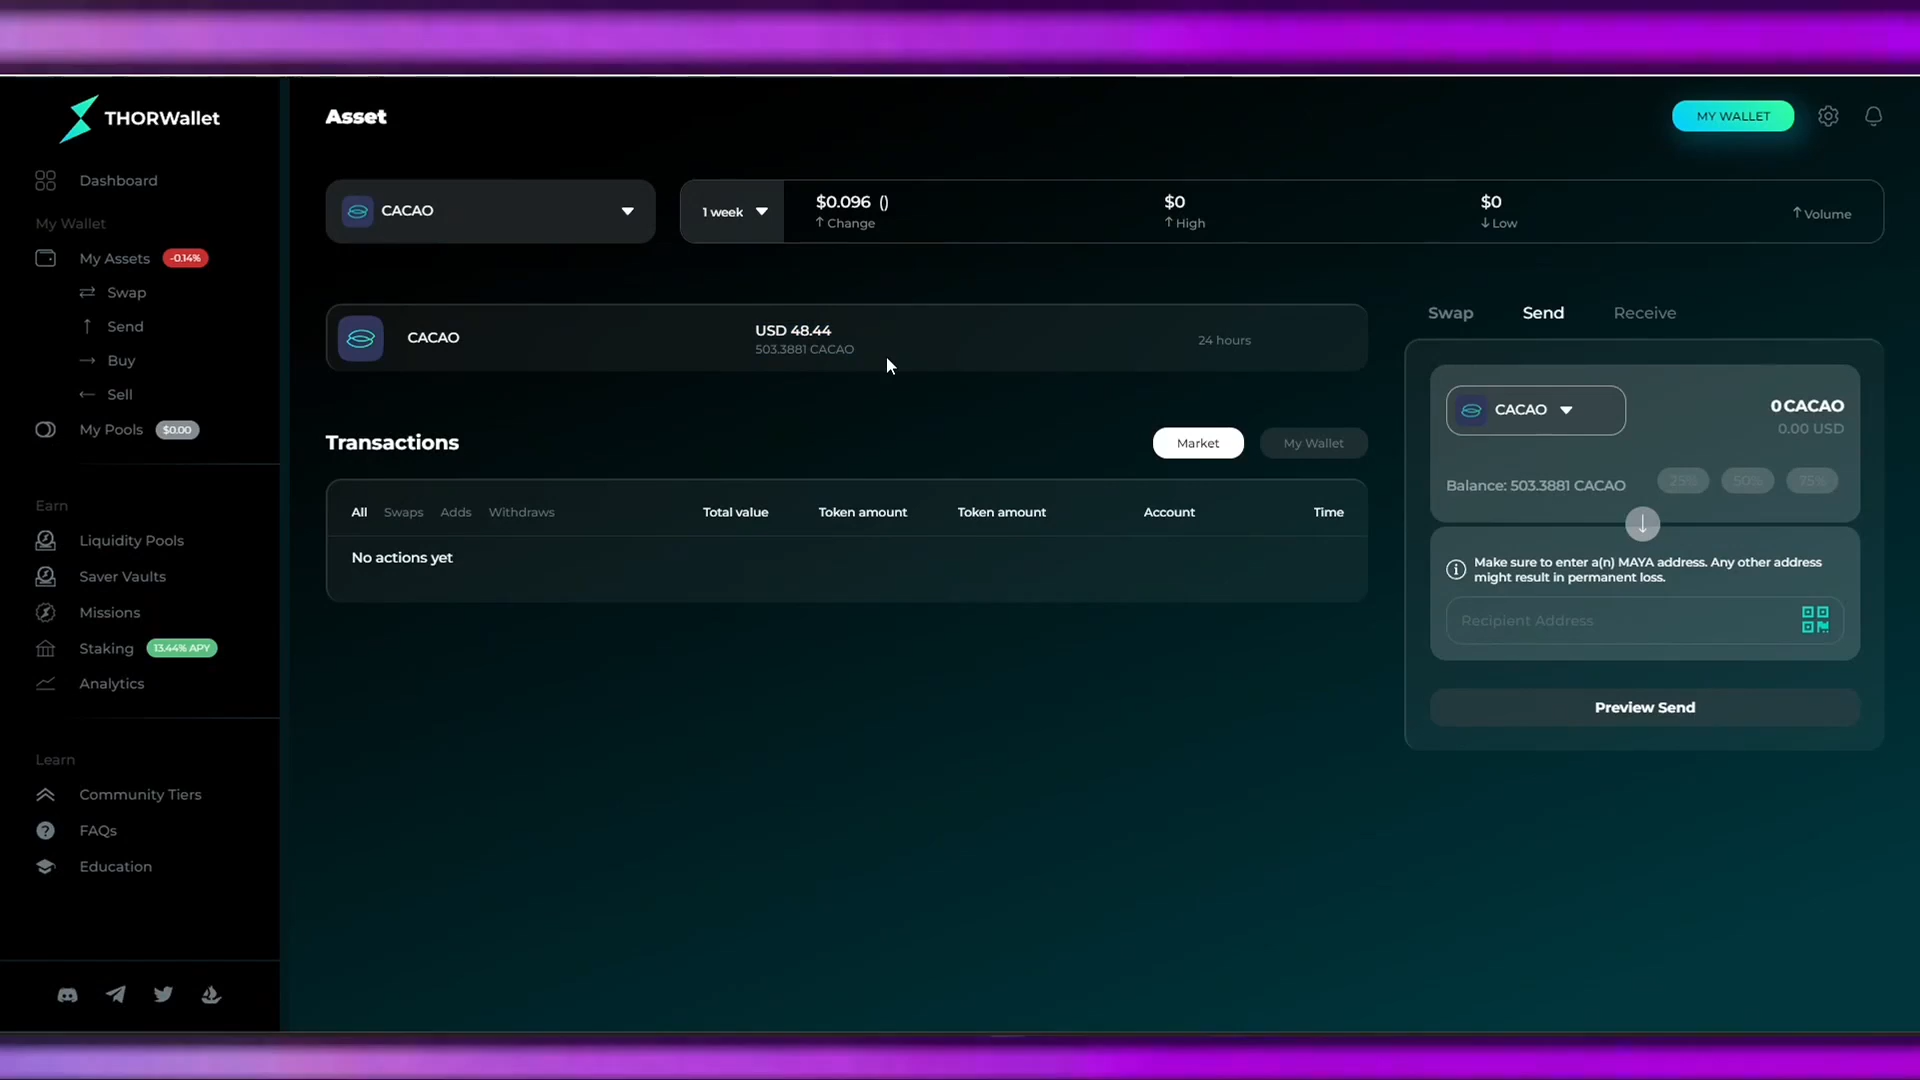 THORWallet
Dashboard
My Wallet
My Assets -0.14%
Swap
Send
Buy
Sell
My Pools $0.00
Earn
Liquidity Pools
Saver Vaults
Missions
Staking 13.44% APY
Analytics
Learn
Community Tiers
FAQs
Education
Asset
MY WALLET
CACAO
1 week
$0.096 ()
↑ Change
$0
↑ High
$0
↓ Low
↑ Volume
CACAO
USD 48.44
503.3881 CACAO
24 hours
Transactions
Market
My Wallet
All Swaps Adds Withdraws Total value Token amount Token amount Account Time
No actions yet
Swap Send Receive
CACAO
0 CACAO
0.00 USD
Balance: 503.3881 CACAO
25% 50% 75%
Make sure to enter a(n) MAYA address. Any other address
might result in permanent loss.
Recipient Address
Preview Send